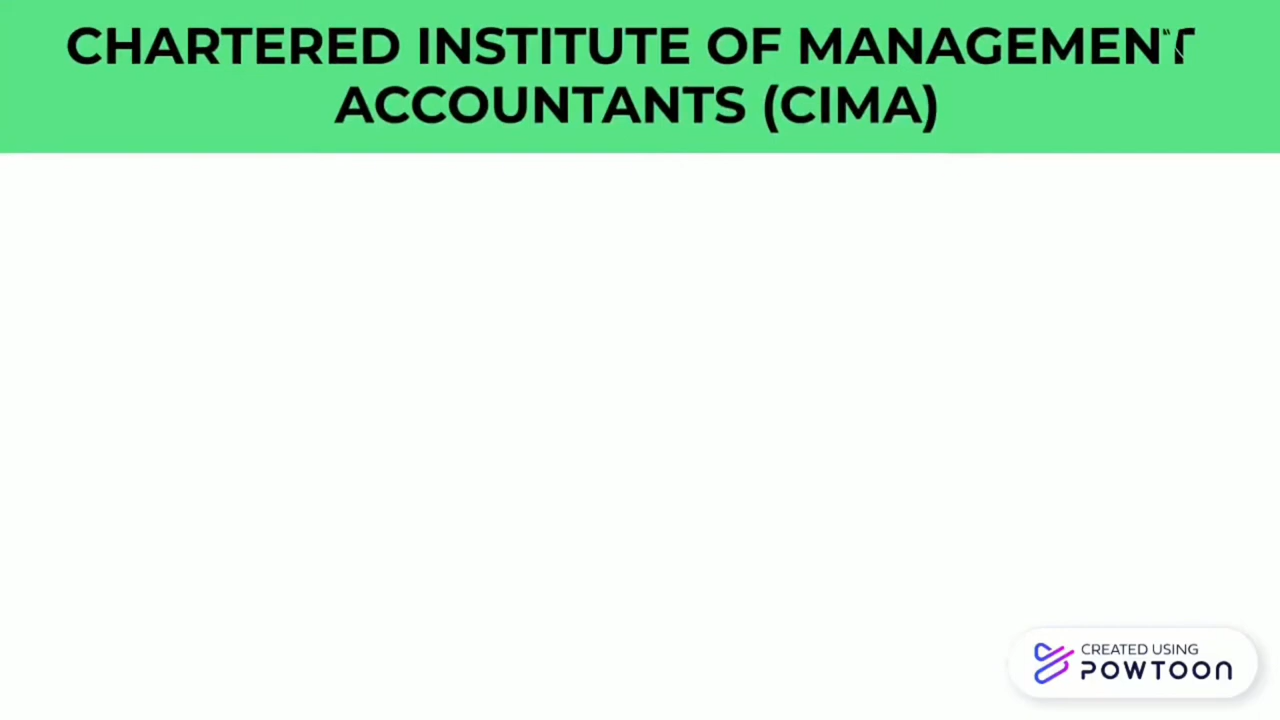 CHARTERED INSTITUTE OF MANAGEMENT
ACCOUNTANTS (CIMA)
CREATED USING
POWTOON